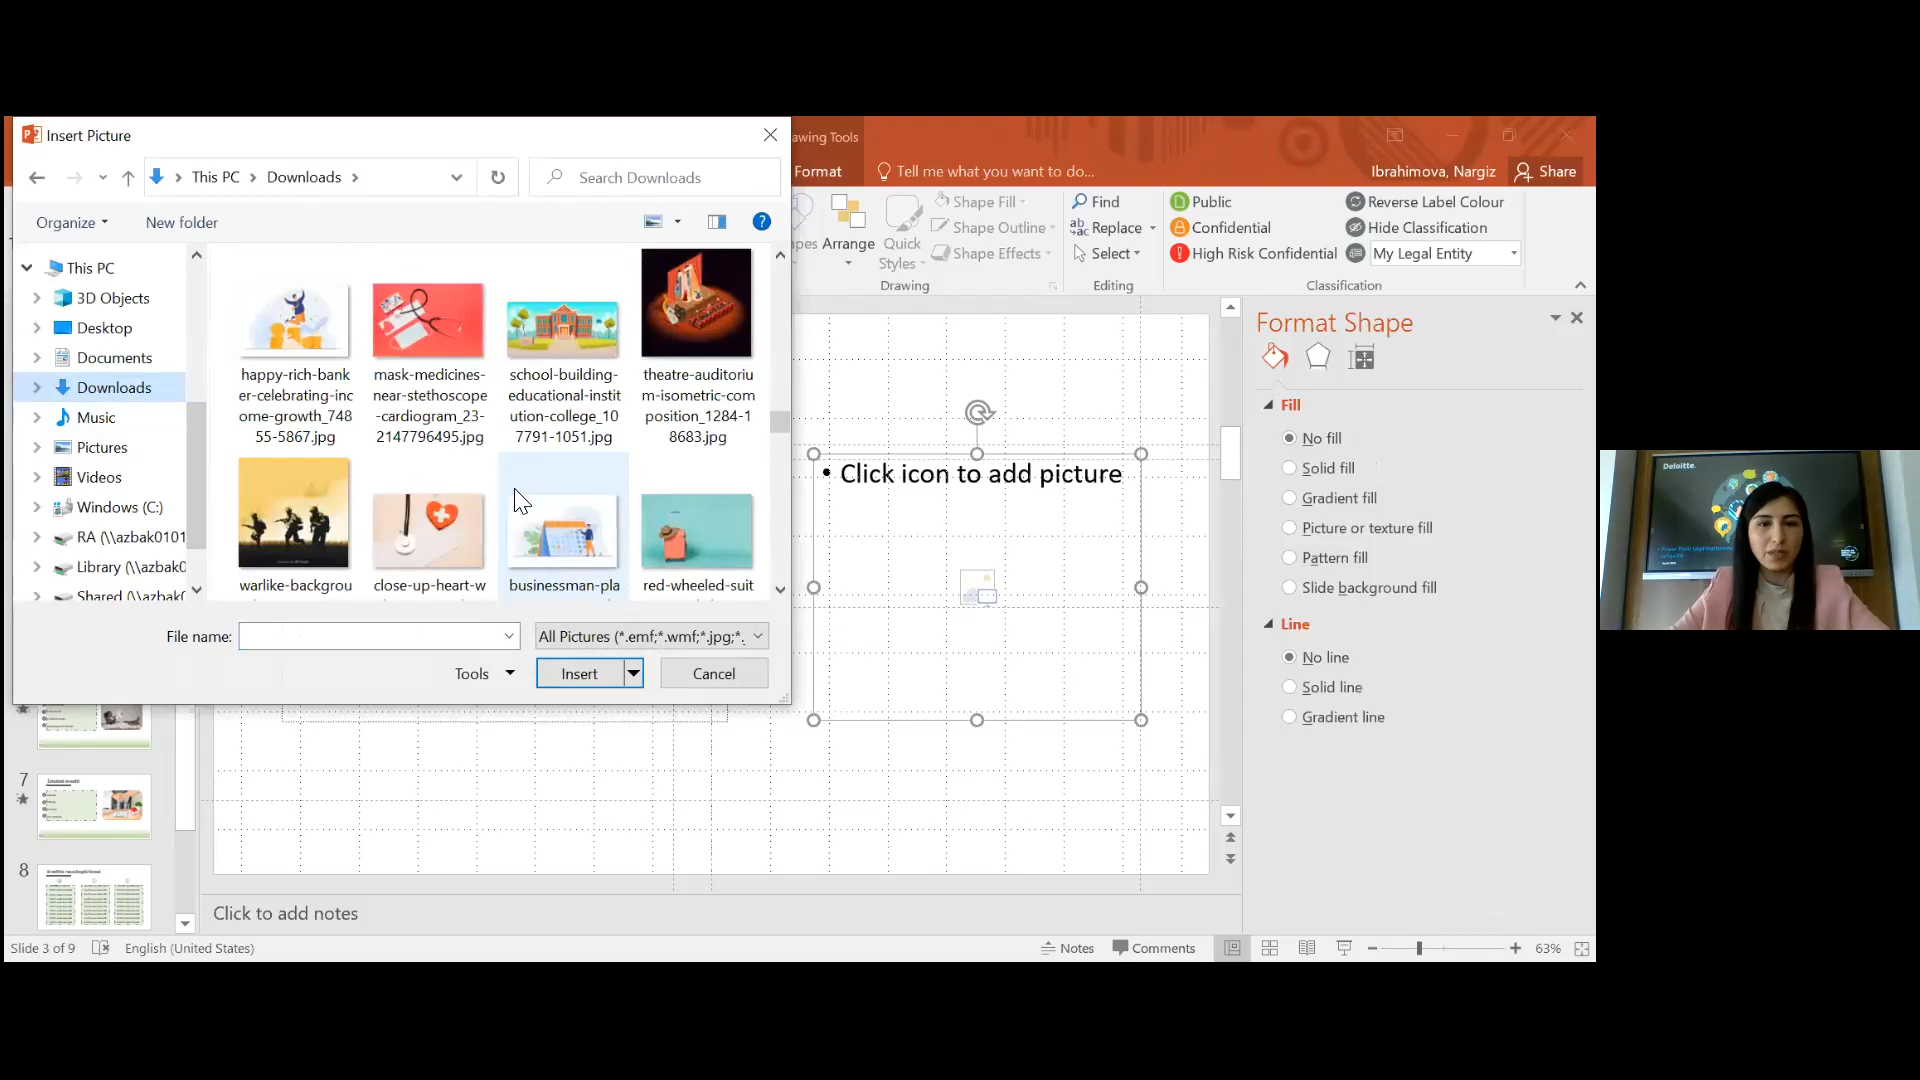 Insert Picture
This PC
Downloads
Search Downloads
Organize
New folder
This PC
3D Objects
Desktop
Documents
Downloads
Music
Pictures
Videos
Windows (C:)
RA (\\azbak0101
Library (\\azbak0
Shared (\\azbak0
happy-rich-bank
er-celebrating-inc
ome-growth_748
55-5867.jpg
mask-medicines-
near-stethoscope
-cardiogram_23-
2147796495.jpg
school-building-
educational-instit
ution-college_10
7791-1051.jpg
theatre-auditoriu
m-isometric-com
position_1284-1
8683.jpg
warlike-backgrou
close-up-heart-w
businessman-pla
red-wheeled-suit
File name:
All Pictures (*.emf;*.wmf;*.jpg;*.
Tools
Insert
Cancel
awing Tools
Format
Tell me what you want to do...
Ibrahimova, Nargiz
Share
apes
Arrange
Quick
Styles
Shape Fill
Shape Outline
Shape Effects
Drawing
Find
Replace
Select
Editing
Public
Confidential
High Risk Confidential
Reverse Label Colour
Hide Classification
My Legal Entity
Classification
Click icon to add picture
Format Shape
Fill
No fill
Solid fill
Gradient fill
Picture or texture fill
Pattern fill
Slide background fill
Line
No line
Solid line
Gradient line
Deloitte.
7
8
Click to add notes
Slide 3 of 9
English (United States)
Notes
Comments
63%